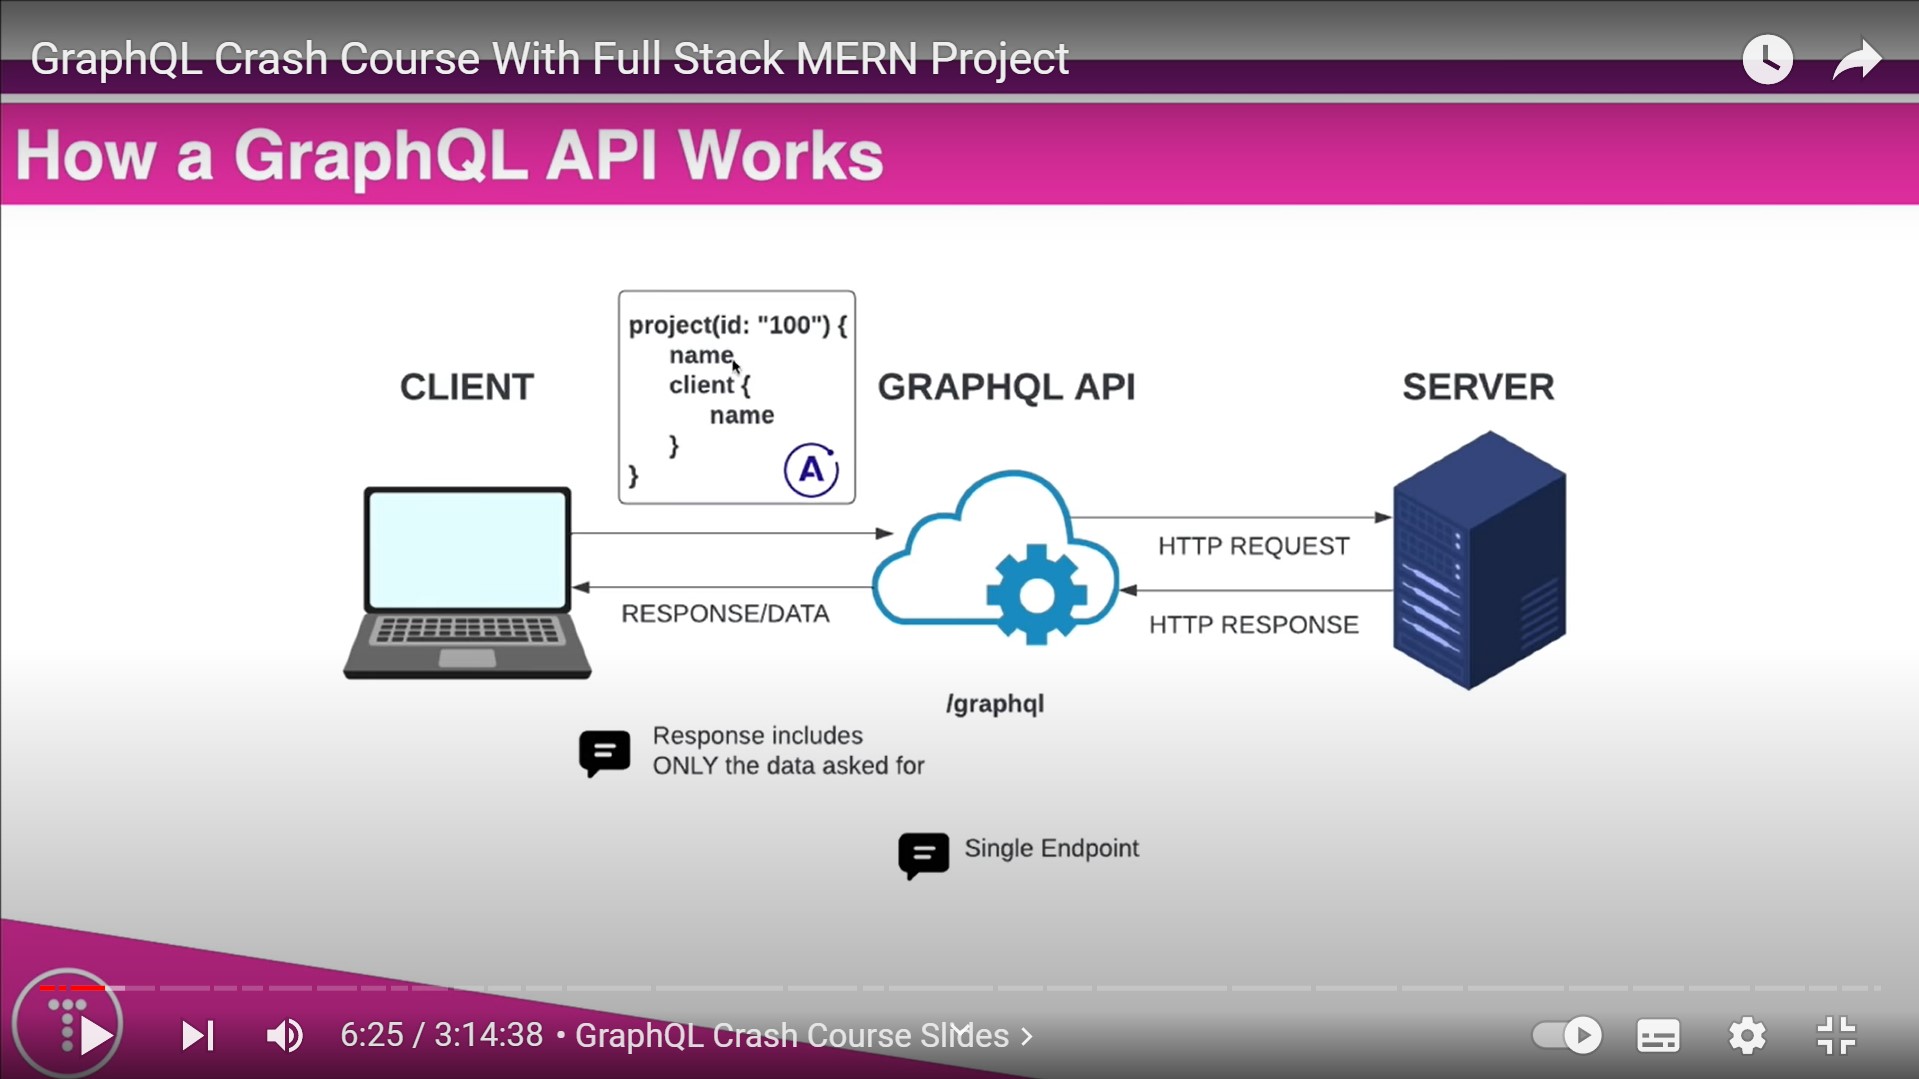 GraphQL Crash Course With Full Stack MERN Project
How a GraphQL API Works
project(id: "100") {
name
client {
name
}
}
A
CLIENT
GRAPHQL API
SERVER
HTTP REQUEST
RESPONSE/DATA
HTTP RESPONSE
/graphql
Response includes
ONLY the data asked for
Single Endpoint
6:25 / 3:14:38 • GraphQL Crash Course Slides